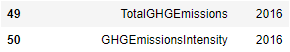 49 TotalGHGEmissions 2016
50 GHGEmissionsIntensity 2016